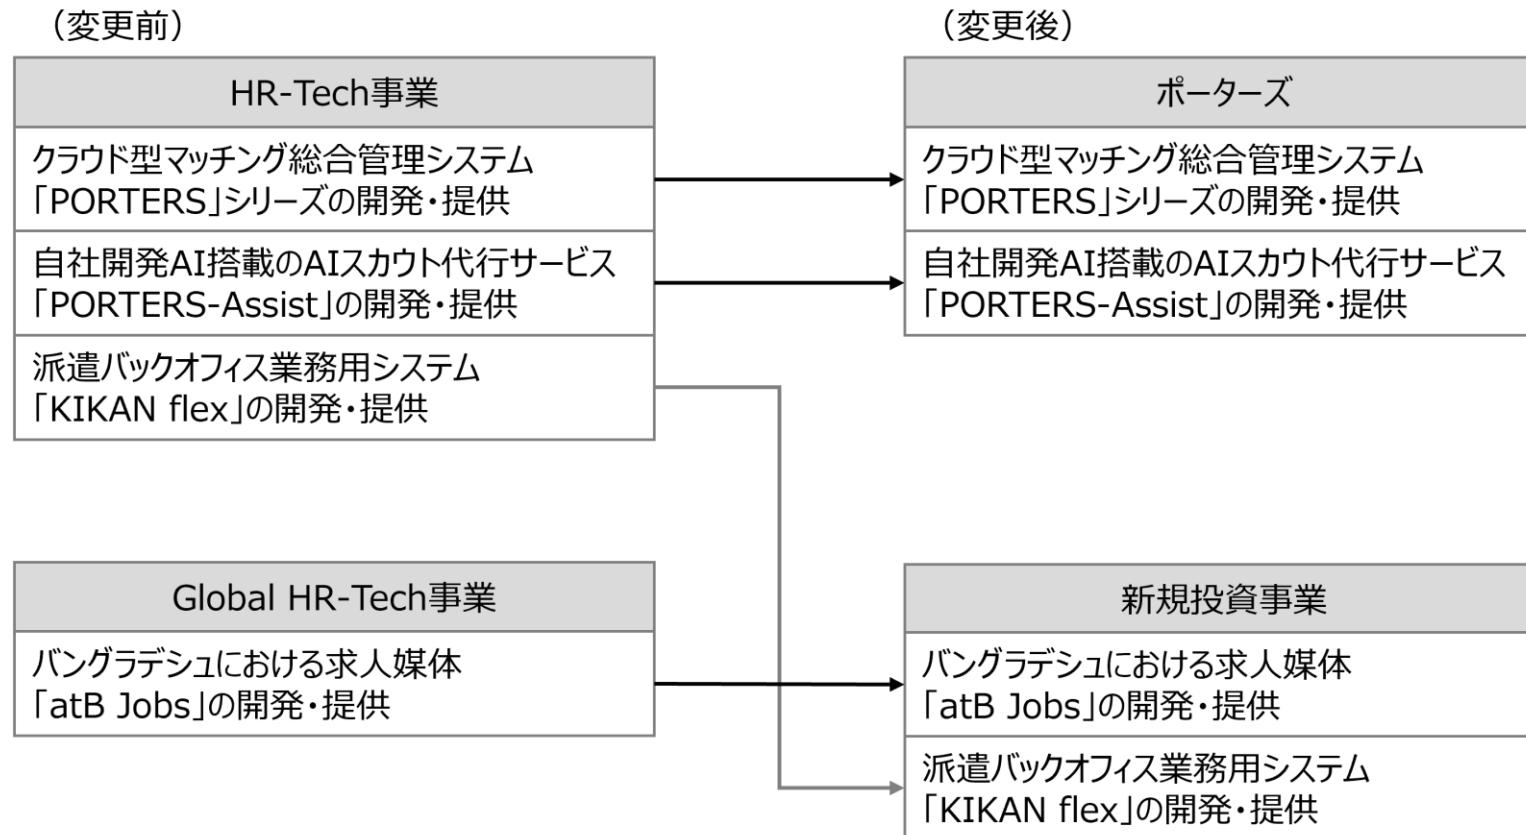 （変更前）
HR-Tech事業
クラウド型マッチング総合管理システム
「PORTERS」シリーズの開発・提供
自社開発AI搭載のAIスカウト代行サービス
「PORTERS-Assist」の開発・提供
派遣バックオフィス業務用システム
「KIKAN flex」の開発・提供
Global HR-Tech事業
バングラデシュにおける求人媒体
「atB Jobs」の開発・提供
（変更後）
ポーターズ
クラウド型マッチング総合管理システム
「PORTERS」シリーズの開発・提供
自社開発AI搭載のAIスカウト代行サービス
「PORTERS-Assist」の開発・提供
新規投資事業
バングラデシュにおける求人媒体
「atB Jobs」の開発・提供
派遣バックオフィス業務用システム
「KIKAN flex」の開発・提供